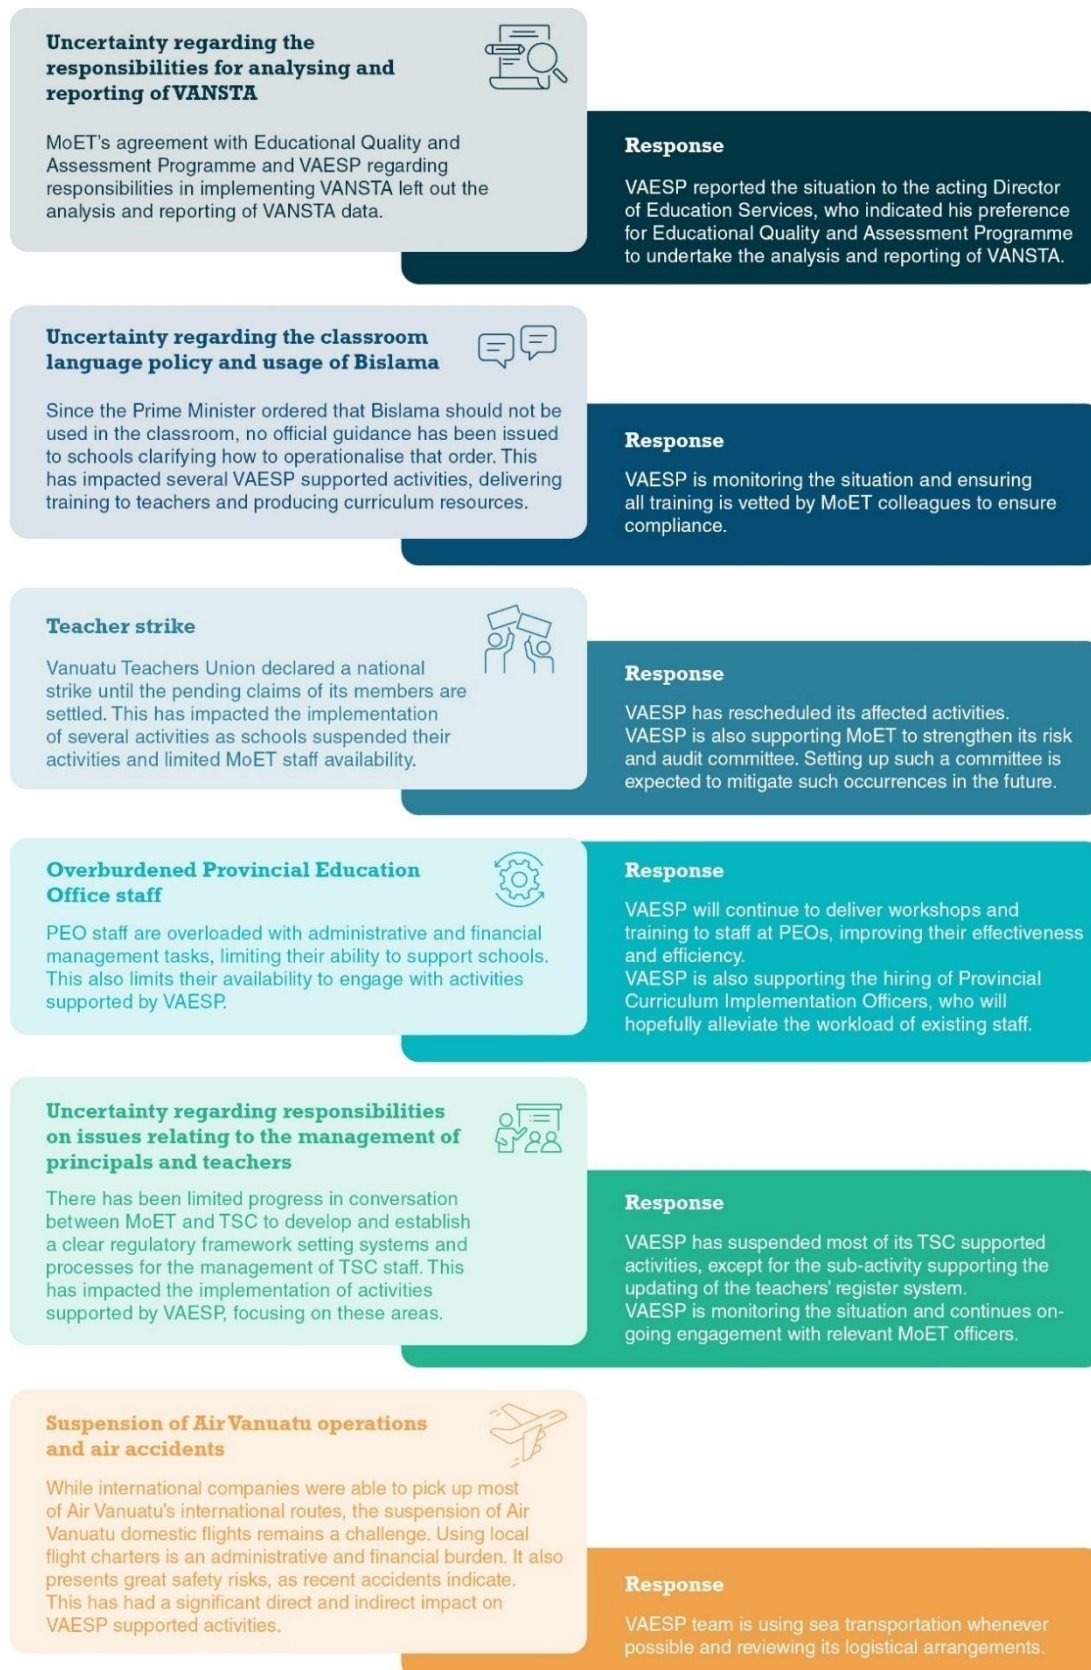 Uncertainty regarding the
responsibilities for analysing and
reporting of VANSTA
MoET's agreement with Educational Quality and
Assessment Programme and VAESP regarding
responsibilities in implementing VANSTA left out the
analysis and reporting of VANSTA data.
Response
VAESP reported the situation to the acting Director
of Education Services, who indicated his preference
for Educational Quality and Assessment Programme
to undertake the analysis and reporting of VANSTA.
Uncertainty regarding the classroom
language policy and usage of Bislama
Since the Prime Minister ordered that Bislama should not be
used in the classroom, no official guidance has been issued
to schools clarifying how to operationalise that order. This
has impacted several VAESP supported activities, delivering
training to teachers and producing curriculum resources.
Response
VAESP is monitoring the situation and ensuring
all training is vetted by MoET colleagues to ensure
compliance.
Teacher strike
Vanuatu Teachers Union declared a national
strike until the pending claims of its members are
settled. This has impacted the implementation
of several activities as schools suspended their
activities and limited MoET staff availability.
Response
VAESP has rescheduled its affected activities.
VAESP is also supporting MoET to strengthen its risk
and audit committee. Setting up such a committee is
expected to mitigate such occurrences in the future.
Overburdened Provincial Education
Office staff
PEO staff are overloaded with administrative and financial
management tasks, limiting their ability to support schools.
This also limits their availability to engage with activities
supported by VAESP.
Response
VAESP will continue to deliver workshops and
training to staff at PEOs, improving their effectiveness
and efficiency.
VAESP is also supporting the hiring of Provincial
Curriculum Implementation Officers, who will
hopefully alleviate the workload of existing staff.
Uncertainty regarding responsibilities
on issues relating to the management of
principals and teachers
There has been limited progress in conversation
between MoET and TSC to develop and establish
a clear regulatory framework setting systems and
processes for the management of TSC staff. This
has impacted the implementation of activities
supported by VAESP, focusing on these areas.
Response
VAESP has suspended most of its TSC supported
activities, except for the sub-activity supporting the
updating of the teachers' register system.
VAESP is monitoring the situation and continues on-
going engagement with relevant MoET officers.
Suspension of Air Vanuatu operations
and air accidents
While international companies were able to pick up most
of Air Vanuatu's international routes, the suspension of Air
Vanuatu domestic flights remains a challenge. Using local
flight charters is an administrative and financial burden. It also
presents great safety risks, as recent accidents indicate.
This has had a significant direct and indirect impact on
VAESP supported activities.
Response
VAESP team is using sea transportation whenever
possible and reviewing its logistical arrangements.